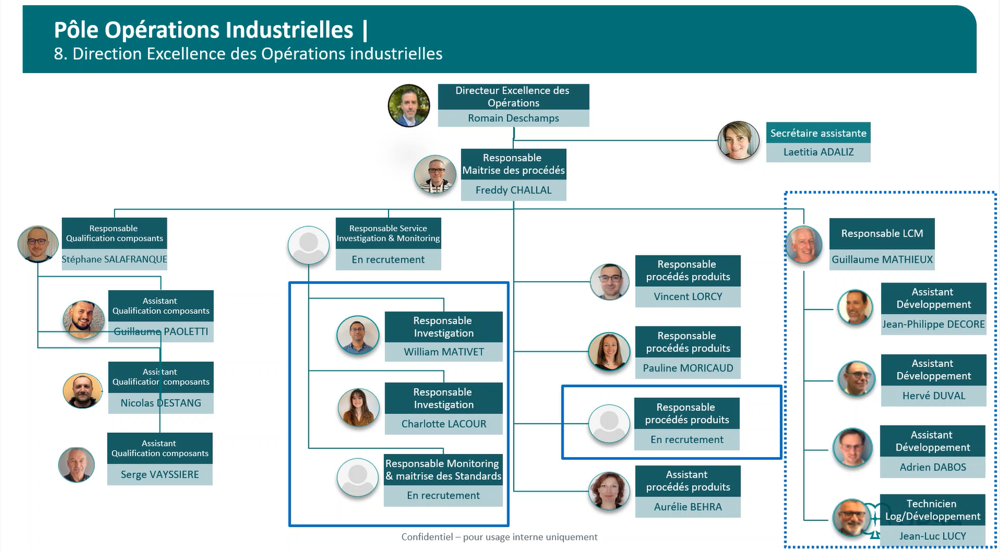 Pôle Opérations Industrielles |
8. Direction Excellence des Opérations industrielles
Directeur Excellence des
Opérations
Romain Deschamps
Secrétaire assistante
Laetitia ADALIZ
Responsable
Maitrise des procédés
Freddy CHALLAL
Responsable
Qualification composants
Stéphane SALAFRANQUE
Assistant
Qualification composants
Guillaume PAOLETTI
Assistant
Qualification composants
Nicolas DESTANG
Assistant
Qualification composants
Serge VAYSSIERE
Responsable Service
Investigation & Monitoring
En recrutement
Responsable
Investigation
William MATIVET
Responsable
Investigation
Charlotte LACOUR
Responsable Monitoring
& maitrise des Standards
En recrutement
Responsable
procédés produits
Vincent LORCY
Responsable
procédés produits
Pauline MORICAUD
Responsable
procédés produits
En recrutement
Assistant
procédés produits
Aurélie BEHRA
Responsable LCM
Guillaume MATHIEUX
Assistant
Développement
Jean-Philippe DECORE
Assistant
Développement
Hervé DUVAL
Assistant
Développement
Adrien DABOS
Technicien
Log/Développement
Jean-Luc LUCY
Confidentiel – pour usage interne uniquement